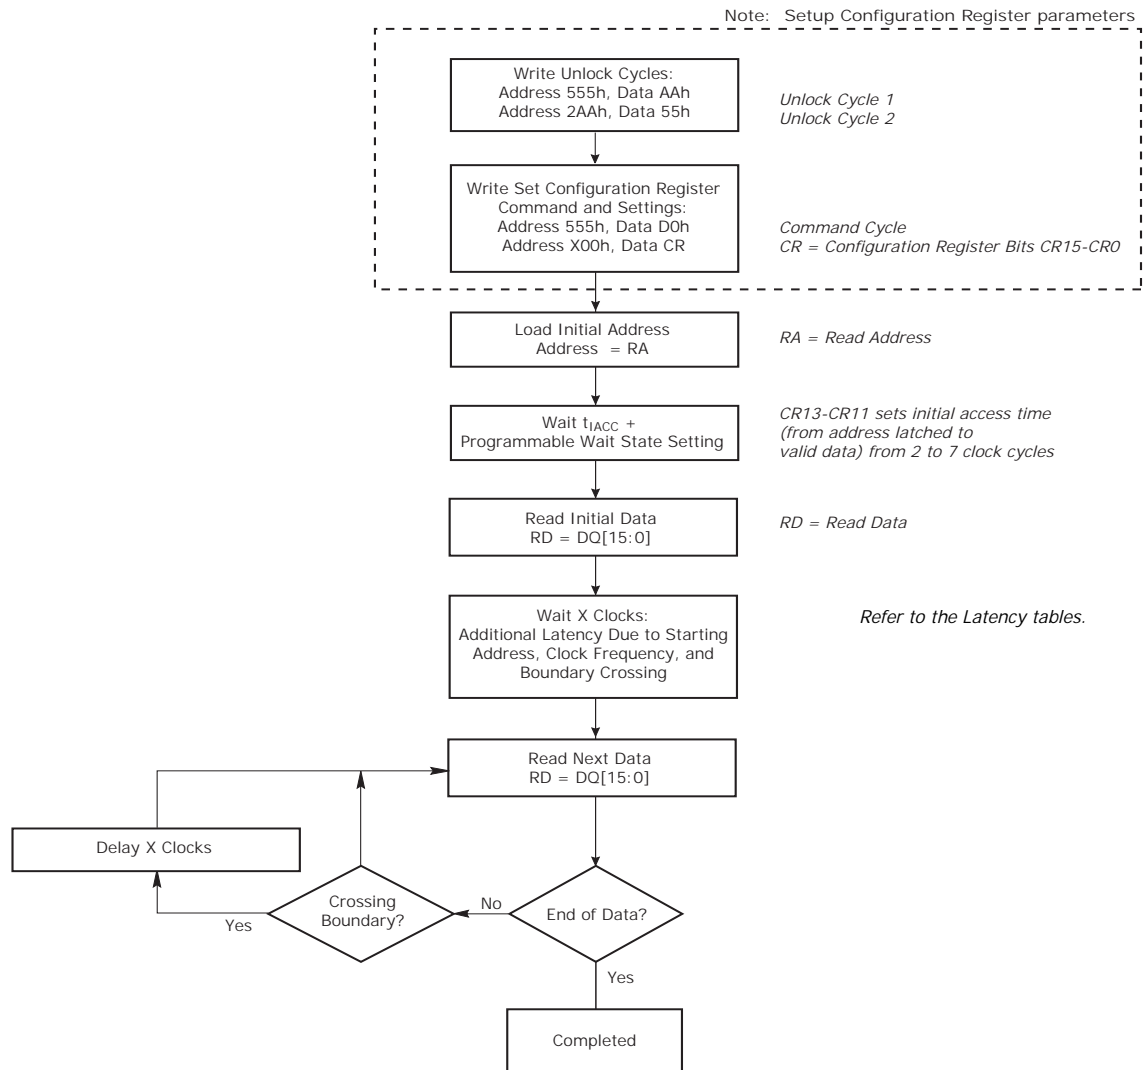 Note: Setup Configuration Register parameters
Write Unlock Cycles:
Address 555h, Data AAh
Address 2AAh, Data 55h
Unlock Cycle 1
Unlock Cycle 2
Write Set Configuration Register
Command and Settings:
Address 555h, Data D0h
Address X00h, Data CR
Command Cycle
CR = Configuration Register Bits CR15-CR0
Load Initial Address
Address = RA
RA = Read Address
Wait tIACC +
Programmable Wait State Setting
CR13-CR11 sets initial access time
(from address latched to
valid data) from 2 to 7 clock cycles
Read Initial Data
RD = DQ[15:0]
RD = Read Data
Wait X Clocks:
Additional Latency Due to Starting
Address, Clock Frequency, and
Boundary Crossing
Refer to the Latency tables.
Read Next Data
RD = DQ[15:0]
Delay X Clocks
Crossing
Boundary?
Yes
No
End of Data?
Yes
Completed